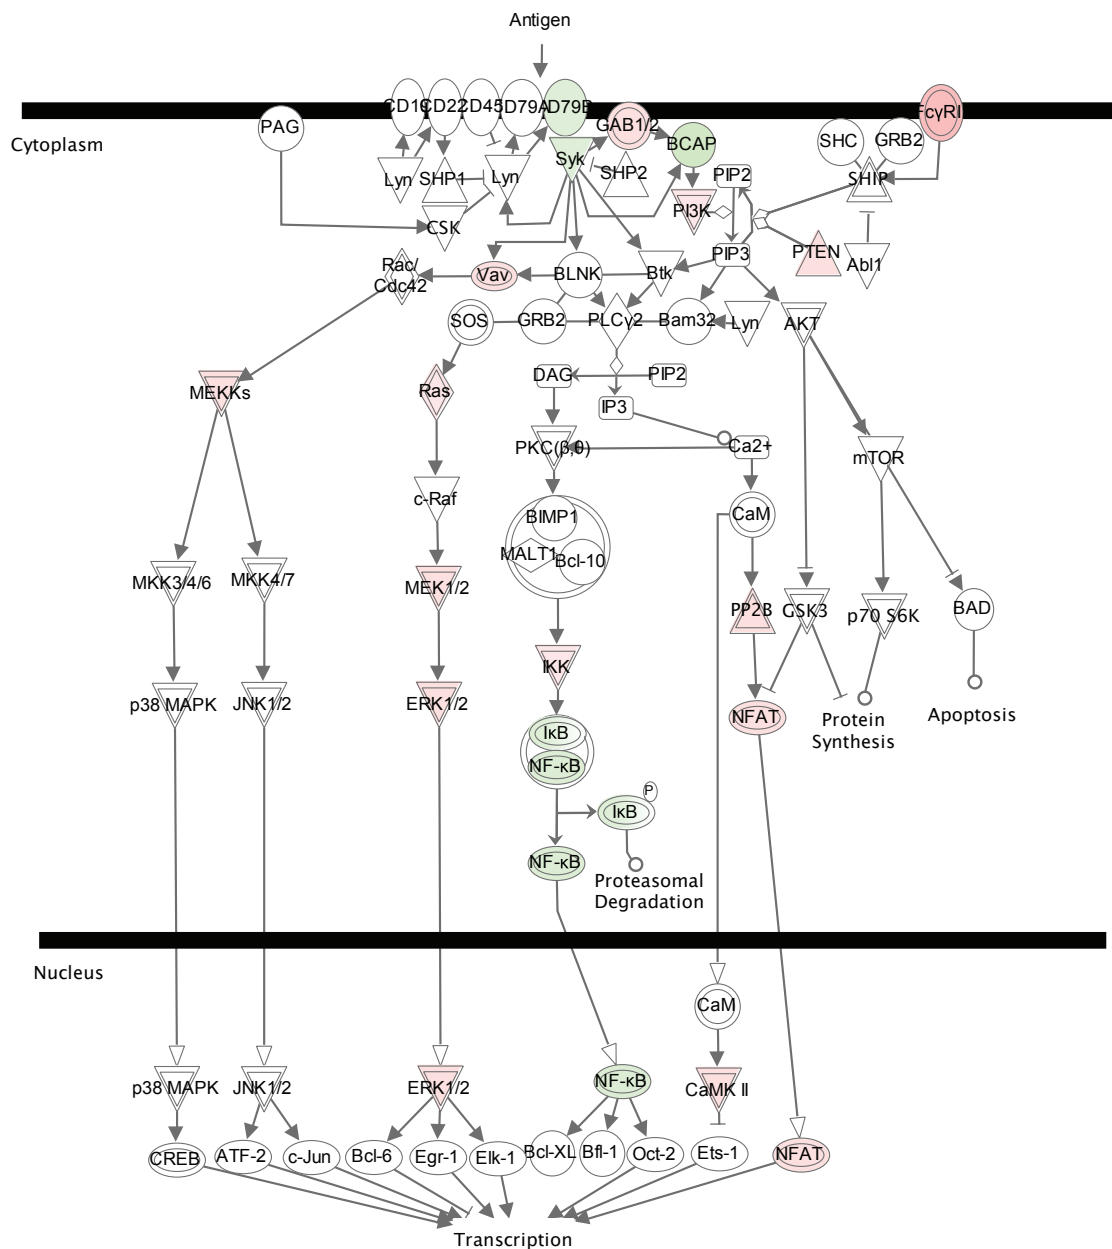 Antigen
CD19
CD22
CD45
CD79A
CD79B
GAB1/2
FcγRI
PAG
Cytoplasm
Syk
BCAP
SHC
GRB2
Lyn
SHP1
Lyn
SHP2
PIP2
SHIP
PI3K
CSK
PTEN
PIP3
Abl1
Rac/
Cdc42
Vav
BLNK
Btk
SOS
GRB2
PLCγ2
Bam32
Lyn
AKT
MEKKs
Ras
DAG
PIP2
IP3
PKC(β,θ)
Ca2+
mTOR
c-Raf
BIMP1
CaM
MALT1
Bcl-10
MKK3/4/6
MKK4/7
MEK1/2
PP2B
GSK3
p70 S6K
BAD
IKK
p38 MAPK
JNK1/2
ERK1/2
NFAT
Protein
Synthesis
Apoptosis
IκB
NF-κB
P
IκB
NF-κB
Proteasomal
Degradation
Nucleus
CaM
p38 MAPK
JNK1/2
ERK1/2
NF-κB
CaMK II
CREB
ATF-2
c-Jun
Bcl-6
Egr-1
Elk-1
Bcl-XL
Bfl-1
Oct-2
Ets-1
NFAT
Transcription